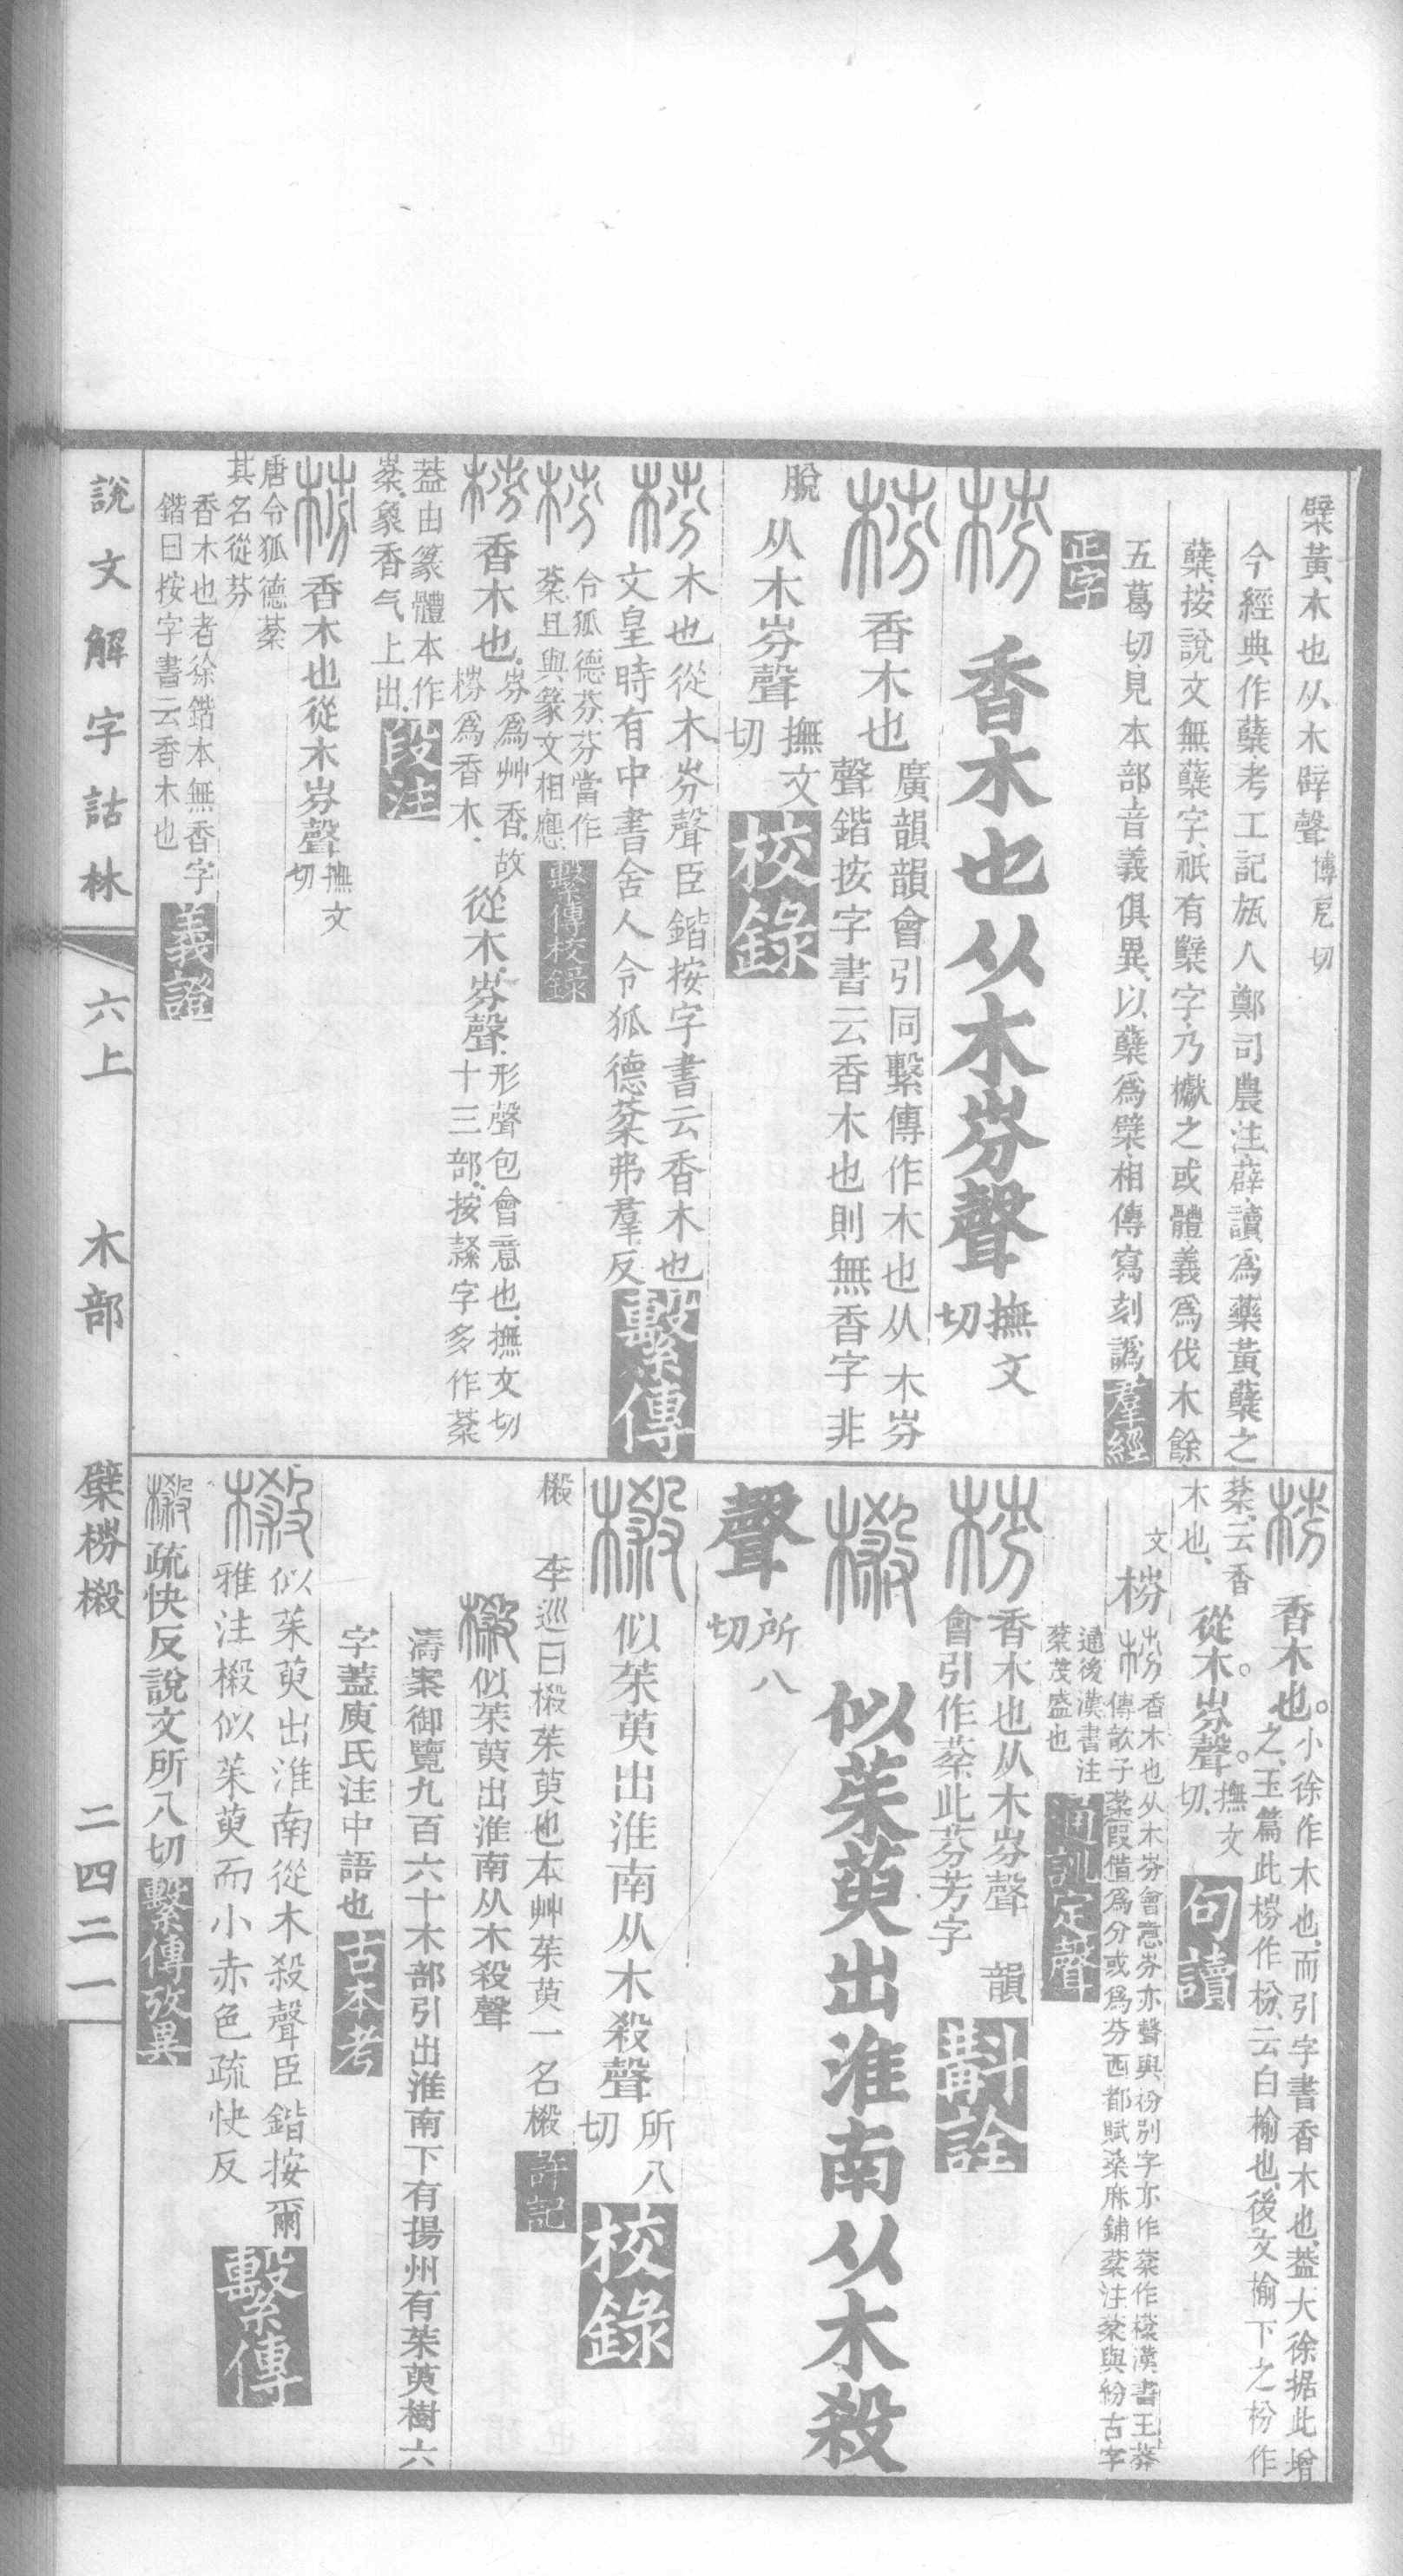 檗黃木也从木辟聲博戹切
今經典作蘗考工記瓬人鄭司農注薜讀爲藥黃蘗之
蘗按說文無蘗字祇有櫱字乃𣡌之或體義爲伐木餘
五葛切見本部音義俱異以蘗爲檗相傳寫刻譌羣經
正字
香木也从木岁聲撫文切
香木也廣韻韻會引同繫傳作木也从木岁
聲鍇按字書云香木也則無香字非
脫
从木岁聲撫文切校錄
木也從木岁聲臣鍇按字書云香木也
文皇時有中書舍人令狐德棻弗羣反繫傳
令狐德芬芬當作
棻且與篆文相應繫傳校錄
香木也岁爲艸香故
梤爲香木從木岁聲形聲包會意也撫文切
十三部按梤字多作棻
葢由篆體本作
棻象香气上出段注
香木也從木岁聲撫文切
唐令狐德棻
其名從芬
香木也者徐鍇本無香字
鍇曰按字書云香木也義證
香木也小徐作木也而引字書香木也葢大徐据此增
之玉篇此梤作枌云白榆也後文榆下之枌作
棻云香
木也
從木岁聲撫文切句讀
文
梤香木也从木岁會意岁亦聲與枌別字亦作棻作橒漢書王莽
傳歆子棻叚借爲分或爲芬西都賦桑麻鋪棻注棻與紛古字
通後漢書注
棻茂盛也通訓定聲
香木也从木岁聲韻
會引作棻此芬芳字斠詮
似茱萸出淮南从木殺
聲所八切
似茱萸出淮南从木殺聲所八切校錄
樧李巡曰樧茱萸也本艸茱萸一名樧許記
似茱萸出淮南从木殺聲
濤案御覽九百六十木部引出淮南下有揚州有茱萸樹六
字蓋庾氏注中語也古本考
似茱萸出淮南從木殺聲臣鍇按爾
雅注樧似茱萸而小赤色疏快反繫傳
疏快反說文所八切繫傳攷異
說文解字詁林
六上
木部
檗梤樧
二四二一